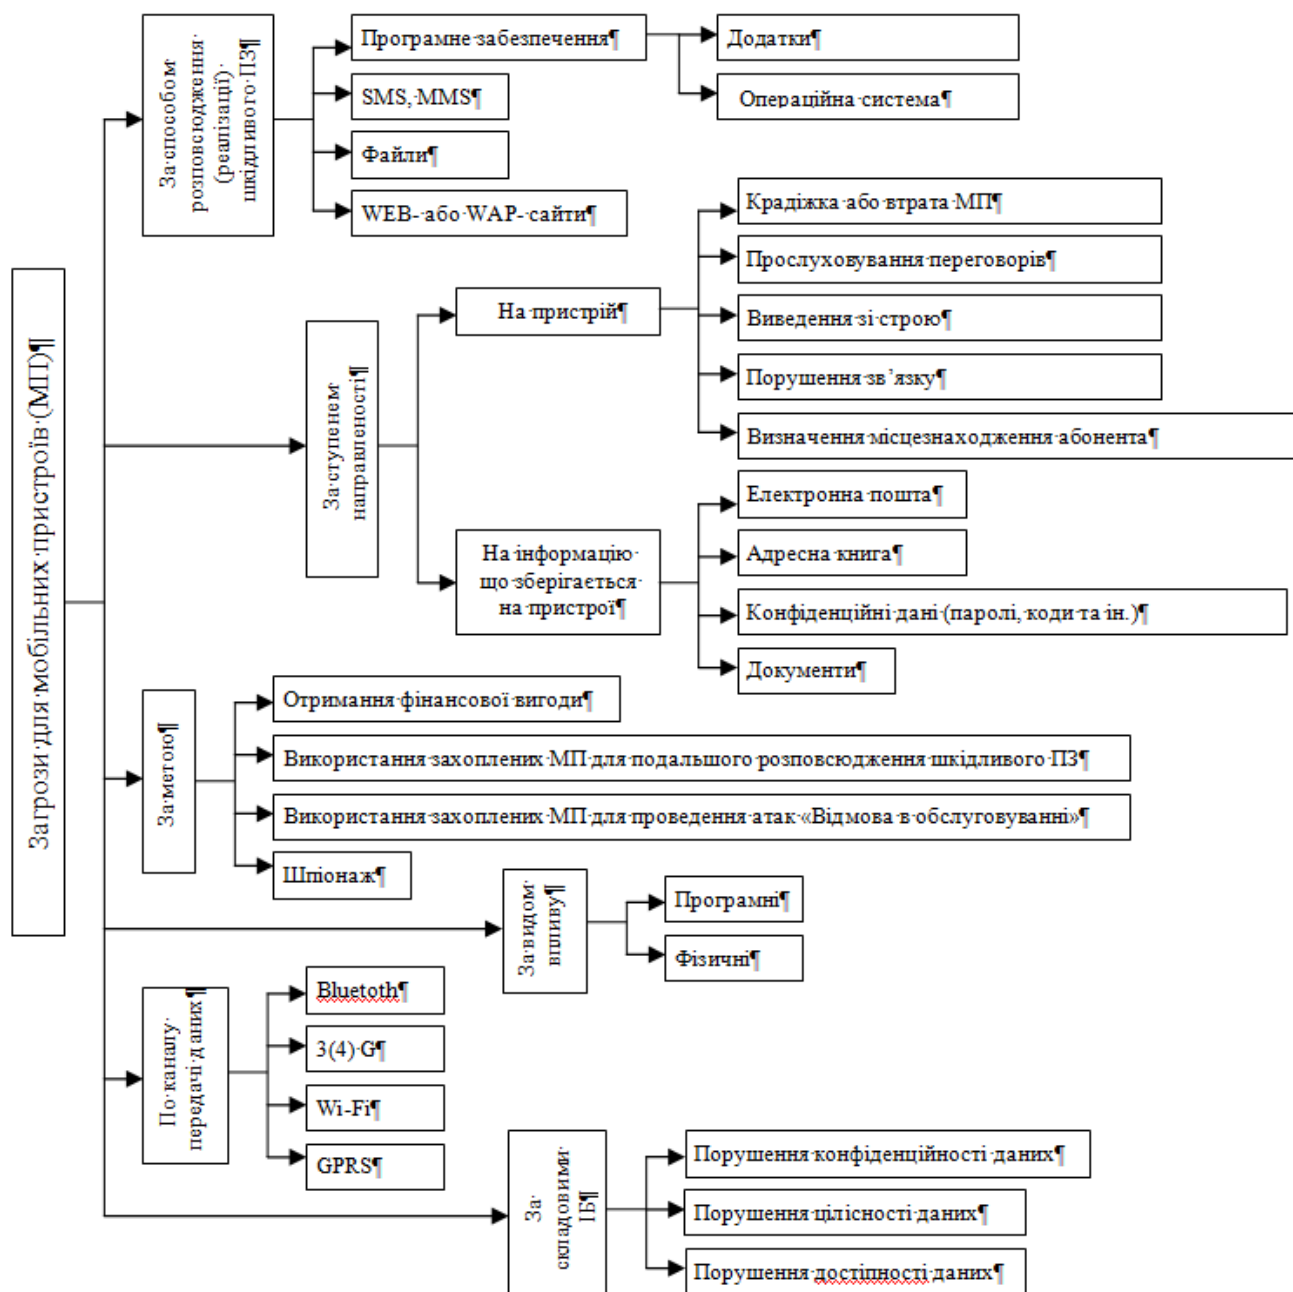 Загрози для мобільних пристроїв (МП)¶
За способом
розповсюдження
(реалізації)
шкідливого ПЗ¶
Програмне забезпечення¶
Додатки¶
Операційна система¶
SMS, MMS¶
Файли¶
WEB- або WAP- сайти¶
За ступенем
направленості¶
На пристрій¶
Крадіжка або втрата МП¶
Прослуховування переговорів¶
Виведення зі строю¶
Порушення зв’язку¶
Визначення місцезнаходження абонента¶
На інформацію
що зберігається
на пристрої¶
Електронна пошта¶
Адресна книга¶
Конфіденційні дані (паролі, коди та ін.)¶
Документи¶
За метою¶
Отримання фінансової вигоди¶
Використання захоплених МП для подальшого розповсюдження шкідливого ПЗ¶
Використання захоплених МП для проведення атак «Відмова в обслуговуванні»¶
Шпіонаж¶
За видом
впливу¶
Програмні¶
Фізичні¶
По каналу
передачі даних¶
Bluetoth¶
3(4) G¶
Wi-Fi¶
GPRS¶
За
складовими
ІБ¶
Порушення конфіденційності даних¶
Порушення цілісності даних¶
Порушення достіпності даних¶